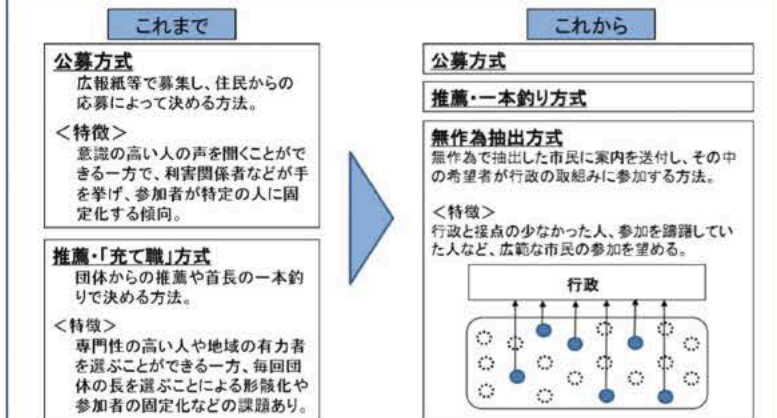 これまで
公募方式
広報紙等で募集し、住民からの
応募によって決める方法。
＜特徴＞
意識の高い人の声を聞くことがで
きる一方で、利害関係者などが手
を挙げ、参加者が特定の人に固
定化する傾向。
推薦・「充て職」方式
団体からの推薦や首長の一本釣
りで決める方法。
＜特徴＞
専門性の高い人や地域の有力者
を選ぶことができる一方、毎回団
体の長を選ぶことによる形骸化や
参加者の固定化などの課題あり。
これから
公募方式
推薦・一本釣り方式
無作為抽出方式
無作為で抽出した市民に案内を送付し、その中
の希望者が行政の取組みに参加する方法。
＜特徴＞
行政と接点の少なかった人、参加を躊躇してい
た人など、広範な市民の参加を望める。
行政